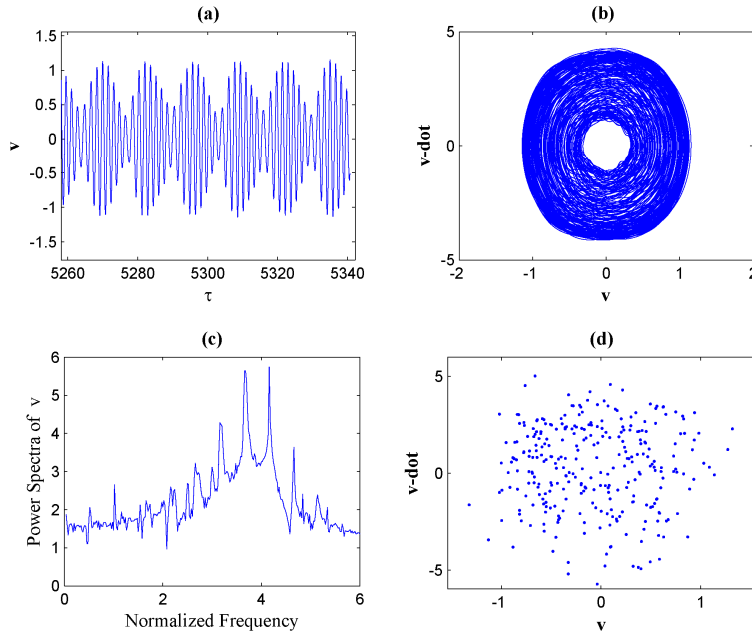 (a)
1.5
1
0.5
0
-0.5
-1
-1.5
v
5260 5280 5300 5320 5340
τ
(b)
5
0
-5
v-dot
-2 -1 0 1 2
v
(c)
6
5
4
3
2
1
0
Power Spectra of v
0 2 4 6
Normalized Frequency
(d)
5
0
-5
v-dot
-1 0 1
v